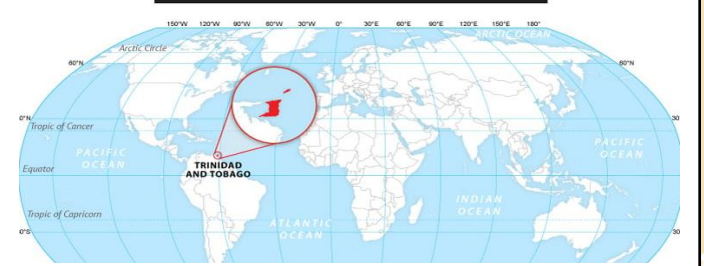 150°W 120°W 90°W 60°W 30°W 0° 30°E 60°E 90°E 120°E 150°E 180°
ARCTIC OCEAN
Arctic Circle
60°N 60°N
0°N 30
Tropic of Cancer
PACIFIC
OCEAN
PACIFIC
OCEAN
TRINIDAD
AND TOBAGO
Equator
INDIAN
OCEAN
Tropic of Capricorn
ATLANTIC
OCEAN
0°S 30